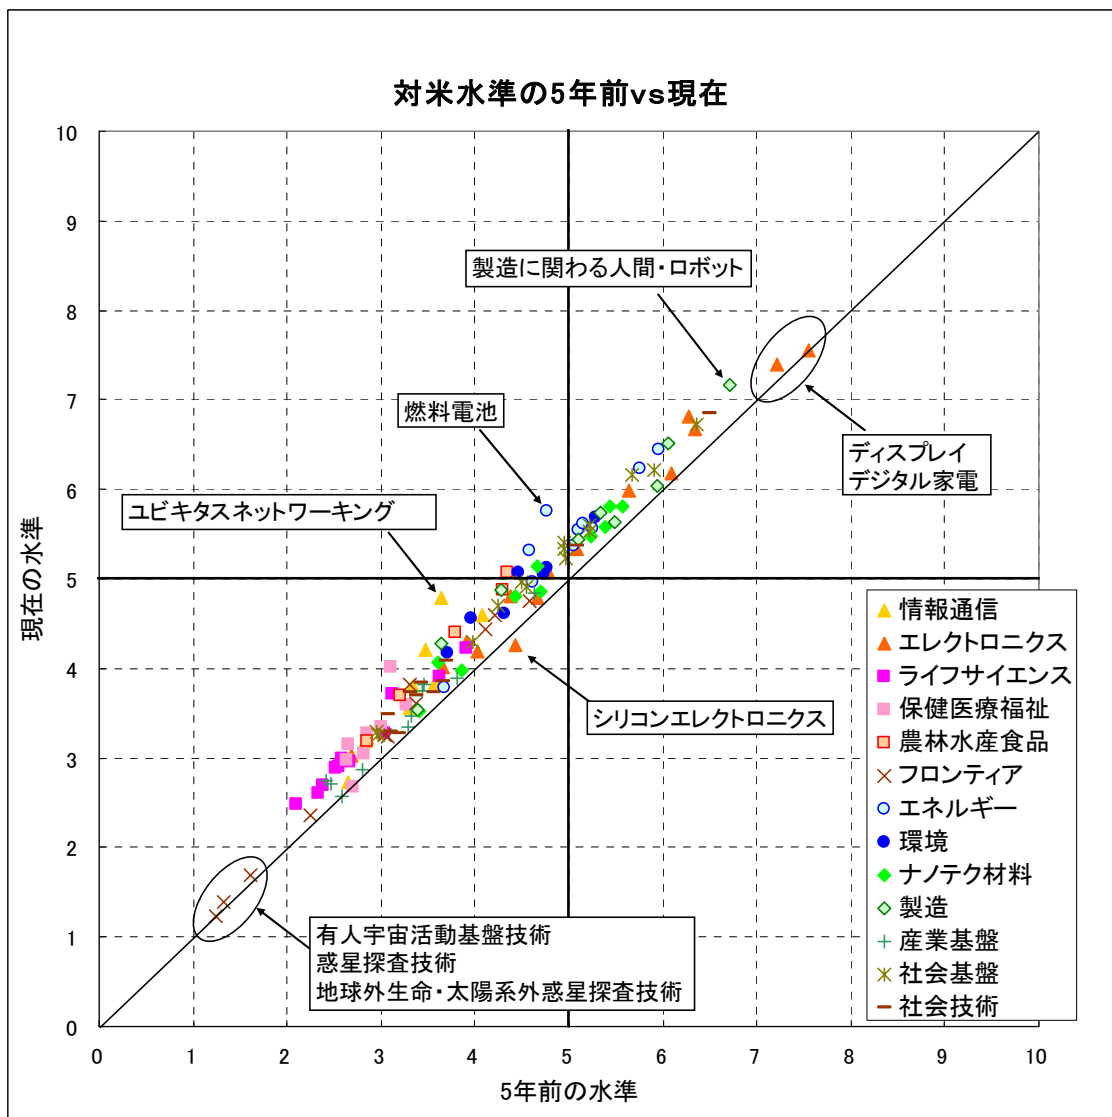 対米水準の5年前vs現在
10
9
8
7
6
5
4
3
2
1
0
現在の水準
製造に関わる人間・ロボット
燃料電池
ユビキタスネットワーキング
ディスプレイ
デジタル家電
シリコンエレクトロニクス
有人宇宙活動基盤技術
惑星探査技術
地球外生命・太陽系外惑星探査技術
情報通信
エレクトロニクス
ライフサイエンス
保健医療福祉
農林水産食品
フロンティア
エネルギー
環境
ナノテク材料
製造
産業基盤
社会基盤
社会技術
0 1 2 3 4 5 6 7 8 9 10
5年前の水準